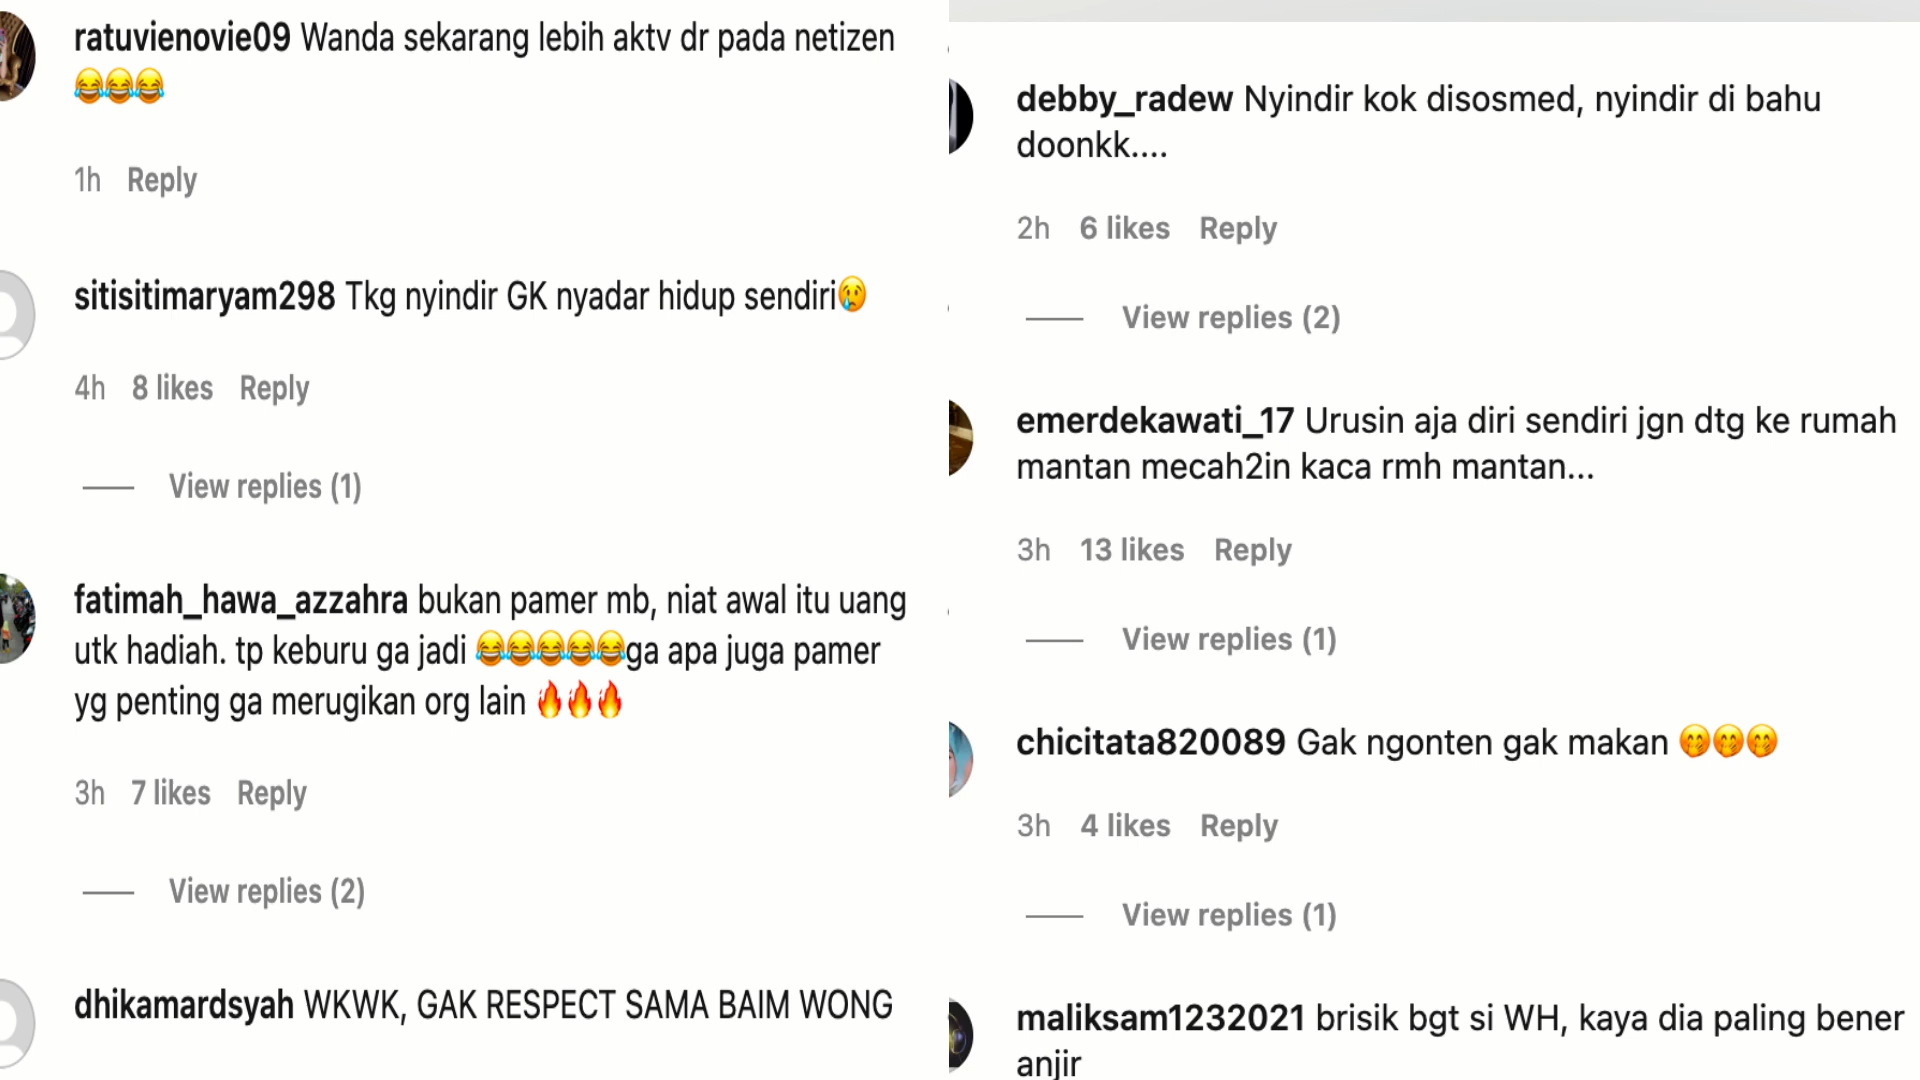 ratuvienovie09 Wanda sekarang lebih aktv dr pada netizen
😂😂😂
1h Reply
sitisitimaryam298 Tkg nyindir GK nyadar hidup sendiri😢
4h 8 likes Reply
View replies (1)
fatimah_hawa_azzahra bukan pamer mb, niat awal itu uang
utk hadiah. tp keburu ga jadi 😂😂😂😂😂ga apa juga pamer
yg penting ga merugikan org lain 🔥🔥🔥
3h 7 likes Reply
View replies (2)
dhikamardsyah WKWK, GAK RESPECT SAMA BAIM WONG
debby_radew Nyindir kok disosmed, nyindir di bahu
doonkk....
2h 6 likes Reply
View replies (2)
emerdekawati_17 Urusin aja diri sendiri jgn dtg ke rumah
mantan mecah2in kaca rmh mantan...
3h 13 likes Reply
View replies (1)
chicitata820089 Gak ngonten gak makan 🤭🤭🤭
3h 4 likes Reply
View replies (1)
maliksam1232021 brisik bgt si WH, kaya dia paling bener
anjir